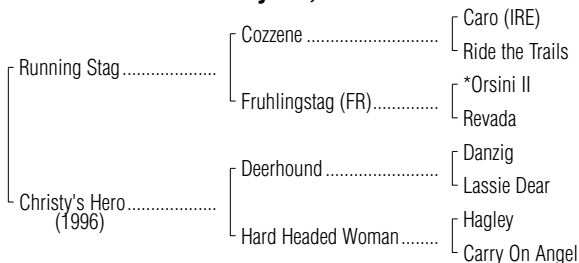 Caro (IRE)
Cozzene ..............................
Ride the Trails
Running Stag.....................
*Orsini II
Fruhlingstag (FR)...............
Revada
Danzig
Deerhound ..........................
Lassie Dear
Christy's Hero....................
(1996)
Hagley
Hard Headed Woman........
Carry On Angel